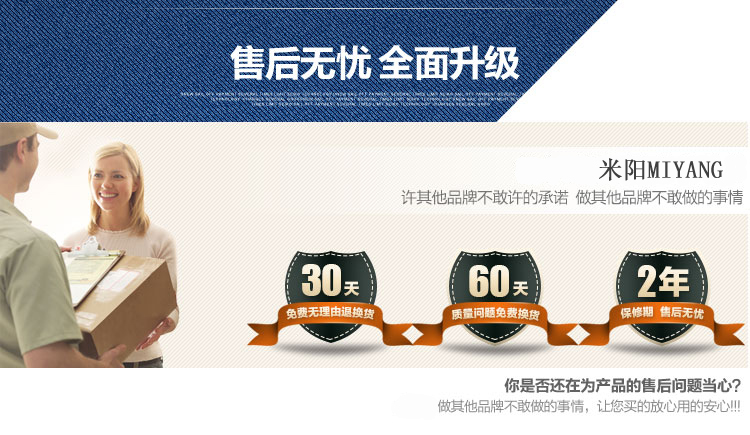 售后无忧 全面升级
米阳MIYANG
许其他品牌不敢许的承诺 做其他品牌不敢做的事情
30天
免费无理由退换货
60天
质量问题免费换货
2年
保修期 售后无忧
你是否还在为产品的售后问题当心?
做其他品牌不敢做的事情，让您买的放心用的安心!!!